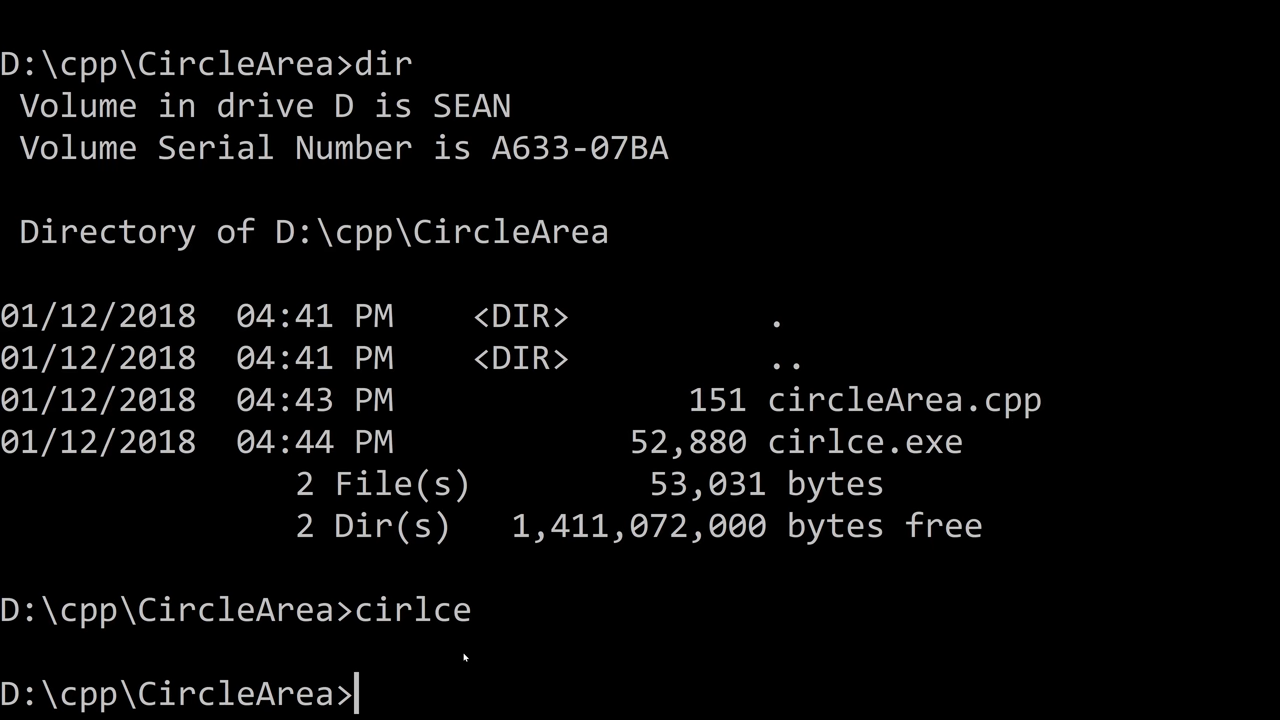 D:\cpp\CircleArea>dir
Volume in drive D is SEAN
Volume Serial Number is A633-07BA
Directory of D:\cpp\CircleArea
01/12/2018  04:41 PM    <DIR>          .
01/12/2018  04:41 PM    <DIR>          ..
01/12/2018  04:43 PM               151 circleArea.cpp
01/12/2018  04:44 PM            52,880 cirlce.exe
2 File(s)         53,031 bytes
2 Dir(s)   1,411,072,000 bytes free
D:\cpp\CircleArea>cirlce
D:\cpp\CircleArea>